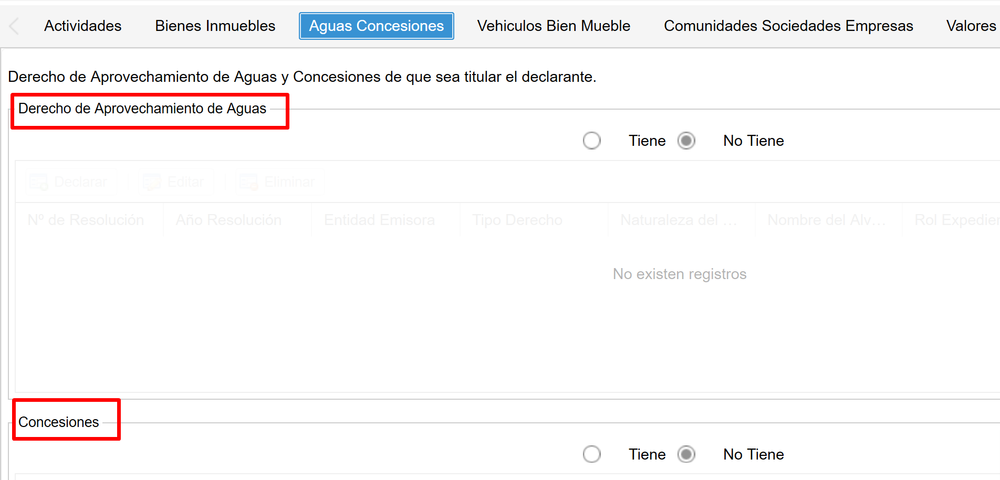 Actividades Bienes Inmuebles Aguas Concesiones Vehiculos Bien Mueble Comunidades Sociedades Empresas Valores
Derecho de Aprovechamiento de Aguas y Concesiones de que sea titular el declarante.
Derecho de Aprovechamiento de Aguas
Tiene No Tiene
Declarar Editar Eliminar
Nº de Resolución Año Resolución Entidad Emisora Tipo Derecho Naturaleza del ... Nombre del Alv... Rol Expedien
No existen registros
Concesiones
Tiene No Tiene